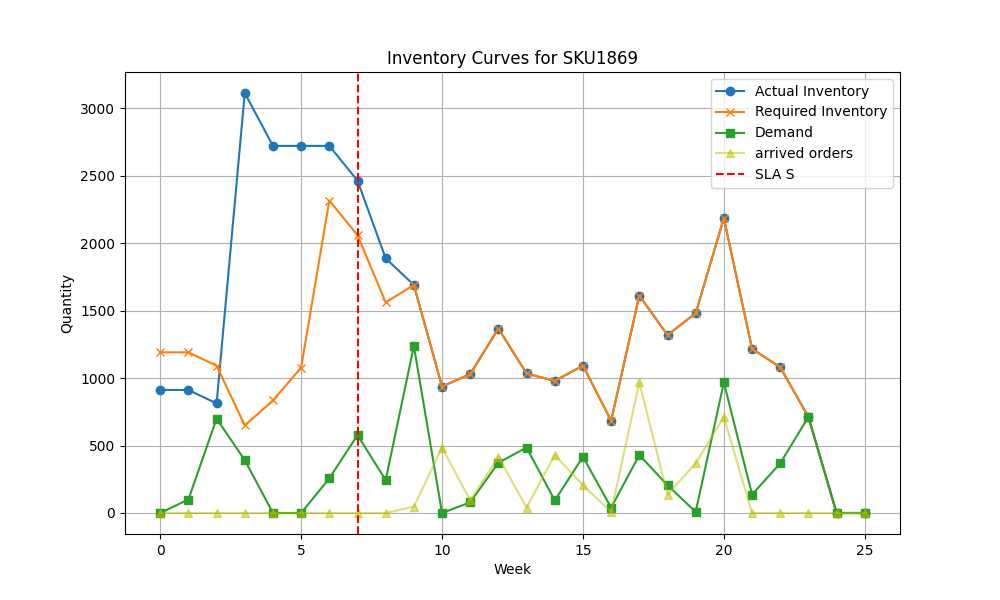 Inventory Curves for SKU1869
Actual Inventory
Required Inventory
Demand
arrived orders
SLA S
Quantity
3000
2500
2000
1500
1000
500
0
0 5 10 15 20 25
Week